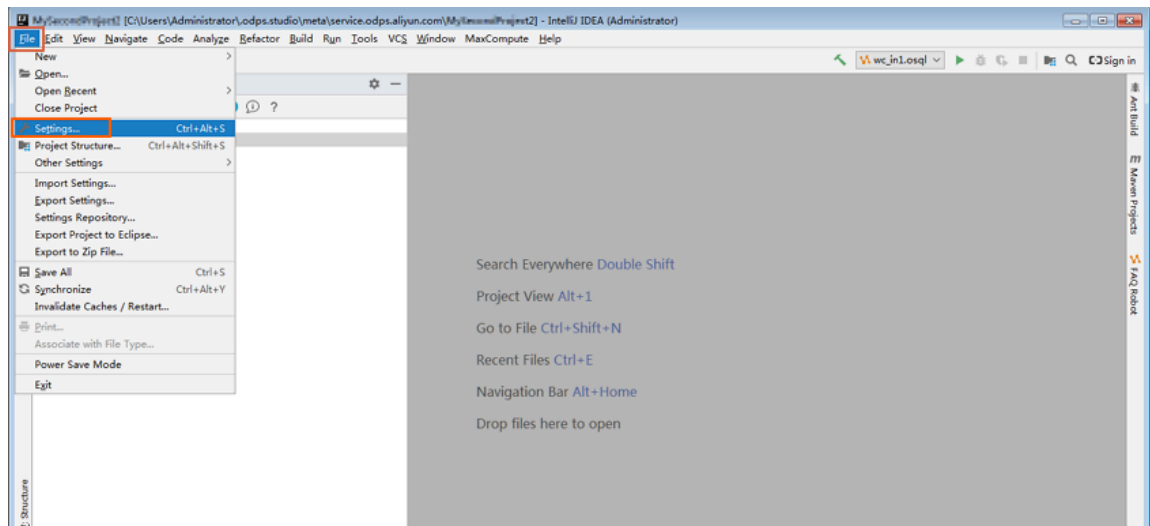 MySecondProject2 [C:\Users\Administrator\.odps.studio\meta\service.odps.aliyun.com\MySecondProject2] - IntelliJ IDEA (Administrator)
File Edit View Navigate Code Analyze Refactor Build Run Tools VCS Window MaxCompute Help
wc_in1.osql Sign in
New
Open...
Open Recent
Close Project
Settings... Ctrl+Alt+S
Project Structure... Ctrl+Alt+Shift+S
Other Settings
Import Settings...
Export Settings...
Settings Repository...
Export Project to Eclipse...
Export to Zip File...
Save All Ctrl+S
Synchronize Ctrl+Alt+Y
Invalidate Caches / Restart...
Print...
Associate with File Type...
Power Save Mode
Exit
Search Everywhere Double Shift
Project View Alt+1
Go to File Ctrl+Shift+N
Recent Files Ctrl+E
Navigation Bar Alt+Home
Drop files here to open
Ant Build
Maven Projects
FAQ Robot
Structure